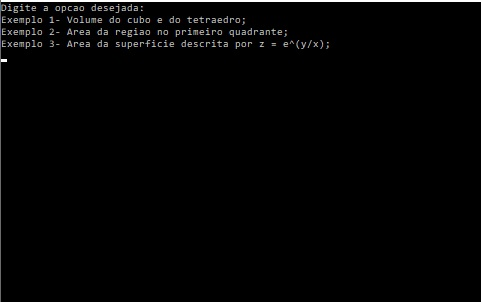 Digite a opcao desejada:
Exemplo 1- Volume do cubo e do tetraedro;
Exemplo 2- Area da regiao no primeiro quadrante;
Exemplo 3- Area da superficie descrita por z = e^(y/x);